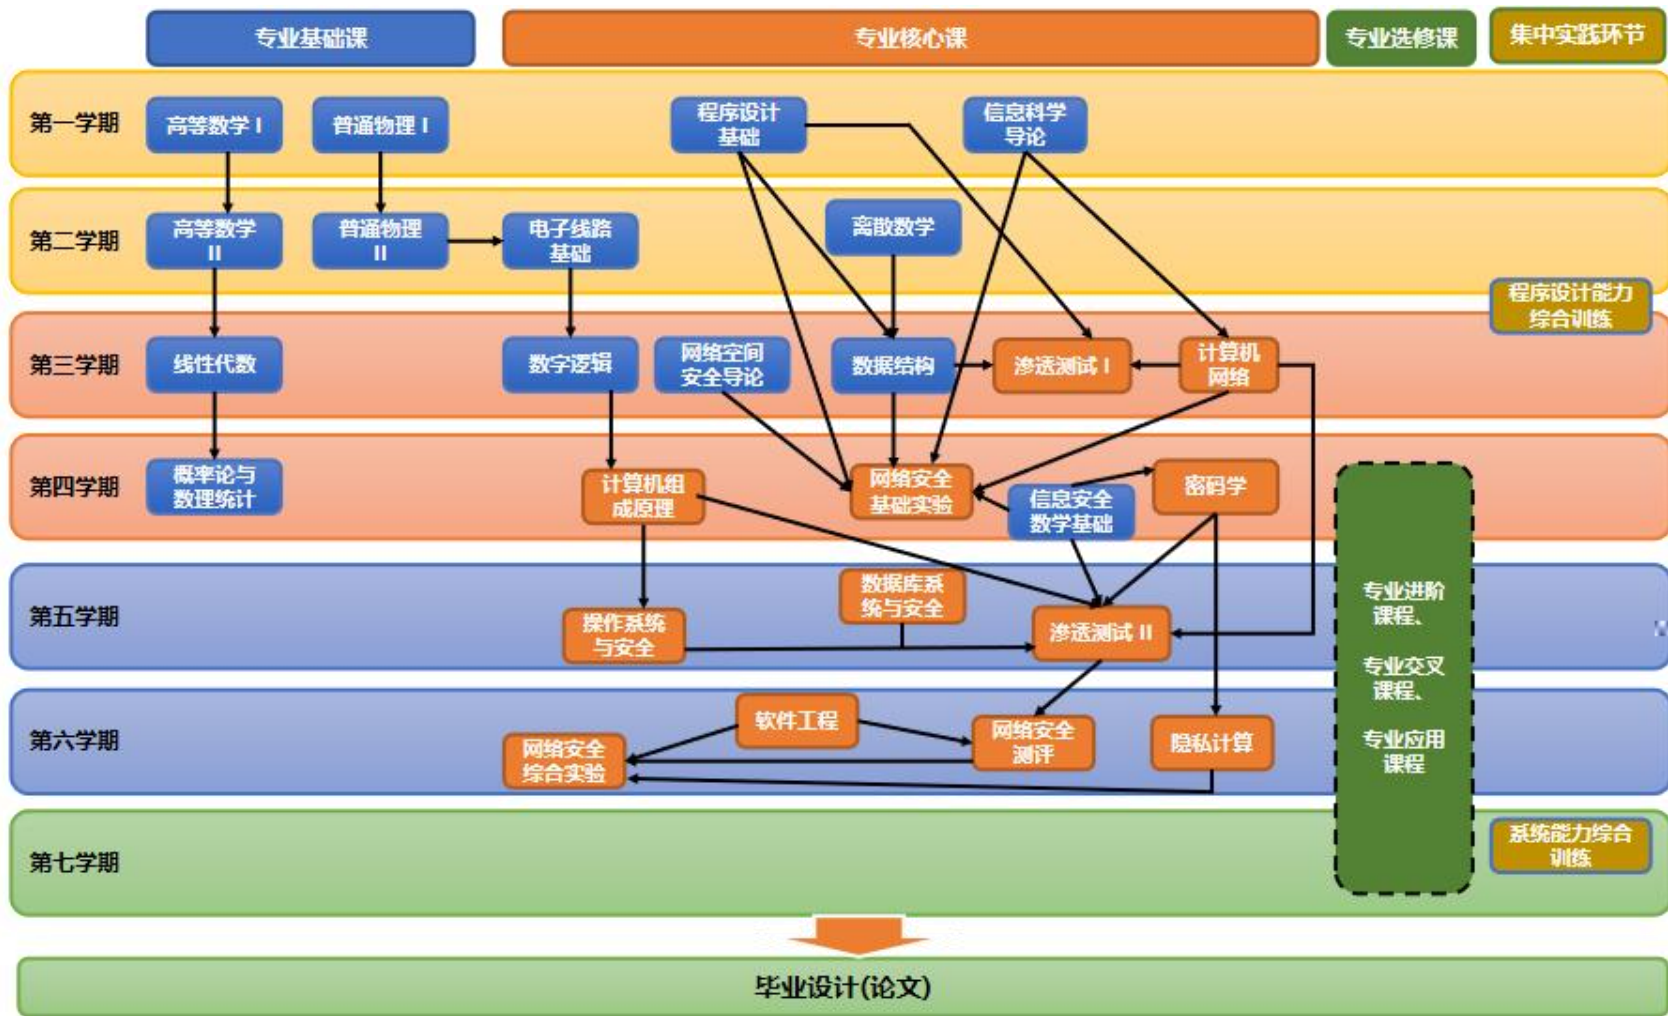 专业基础课
专业核心课
专业选修课
集中实践环节
第一学期
高等数学 I
普通物理 I
程序设计
基础
信息科学
导论
第二学期
高等数学
II
普通物理
II
电子线路
基础
离散数学
程序设计能力
综合训练
第三学期
线性代数
数字逻辑
网络空间
安全导论
数据结构
渗透测试 I
计算机
网络
第四学期
概率论与
数理统计
计算机组
成原理
网络安全
基础实验
信息安全
数学基础
密码学
第五学期
操作系统
与安全
数据库系
统与安全
渗透测试 II
专业进阶
课程、
专业交叉
课程、
专业应用
课程
第六学期
网络安全
综合实验
软件工程
网络安全
测评
隐私计算
第七学期
系统能力综合
训练
毕业设计(论文)